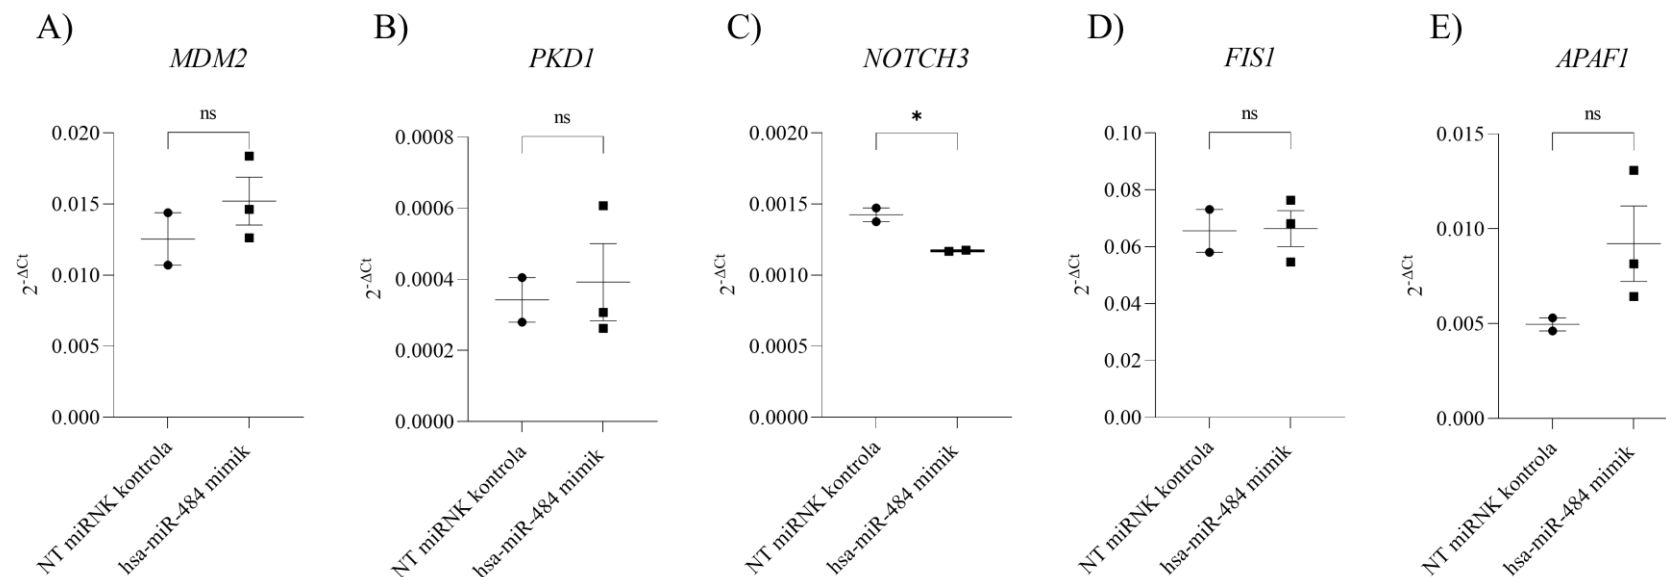 A)
MDM2
ns
0.020
0.015
0.010
0.005
0.000
2^-ΔCt
NT miRNK kontrola
hsa-miR-484 mimik
B)
PKD1
ns
0.0008
0.0006
0.0004
0.0002
0.0000
2^-ΔCt
NT miRNK kontrola
hsa-miR-484 mimik
C)
NOTCH3
*
0.0020
0.0015
0.0010
0.0005
0.0000
2^-ΔCt
NT miRNK kontrola
hsa-miR-484 mimik
D)
FIS1
ns
0.10
0.08
0.06
0.04
0.02
0.00
2^-ΔCt
NT miRNK kontrola
hsa-miR-484 mimik
E)
APAF1
ns
0.015
0.010
0.005
0.000
2^-ΔCt
NT miRNK kontrola
hsa-miR-484 mimik